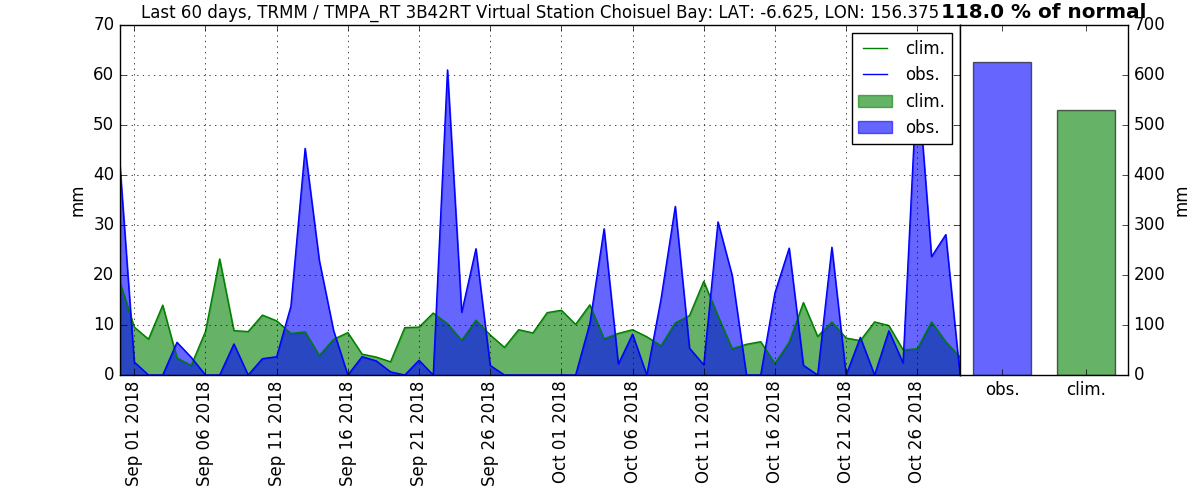 Last 60 days, TRMM / TMPA_RT 3B42RT Virtual Station Choisuel Bay: LAT: -6.625, LON: 156.375
118.0 % of normal
70
60
50
40
30
20
10
0
mm
clim.
obs.
clim.
obs.
700
600
500
400
300
200
100
0
mm
obs.
clim.
Sep 01 2018
Sep 06 2018
Sep 11 2018
Sep 16 2018
Sep 21 2018
Sep 26 2018
Oct 01 2018
Oct 06 2018
Oct 11 2018
Oct 16 2018
Oct 21 2018
Oct 26 2018